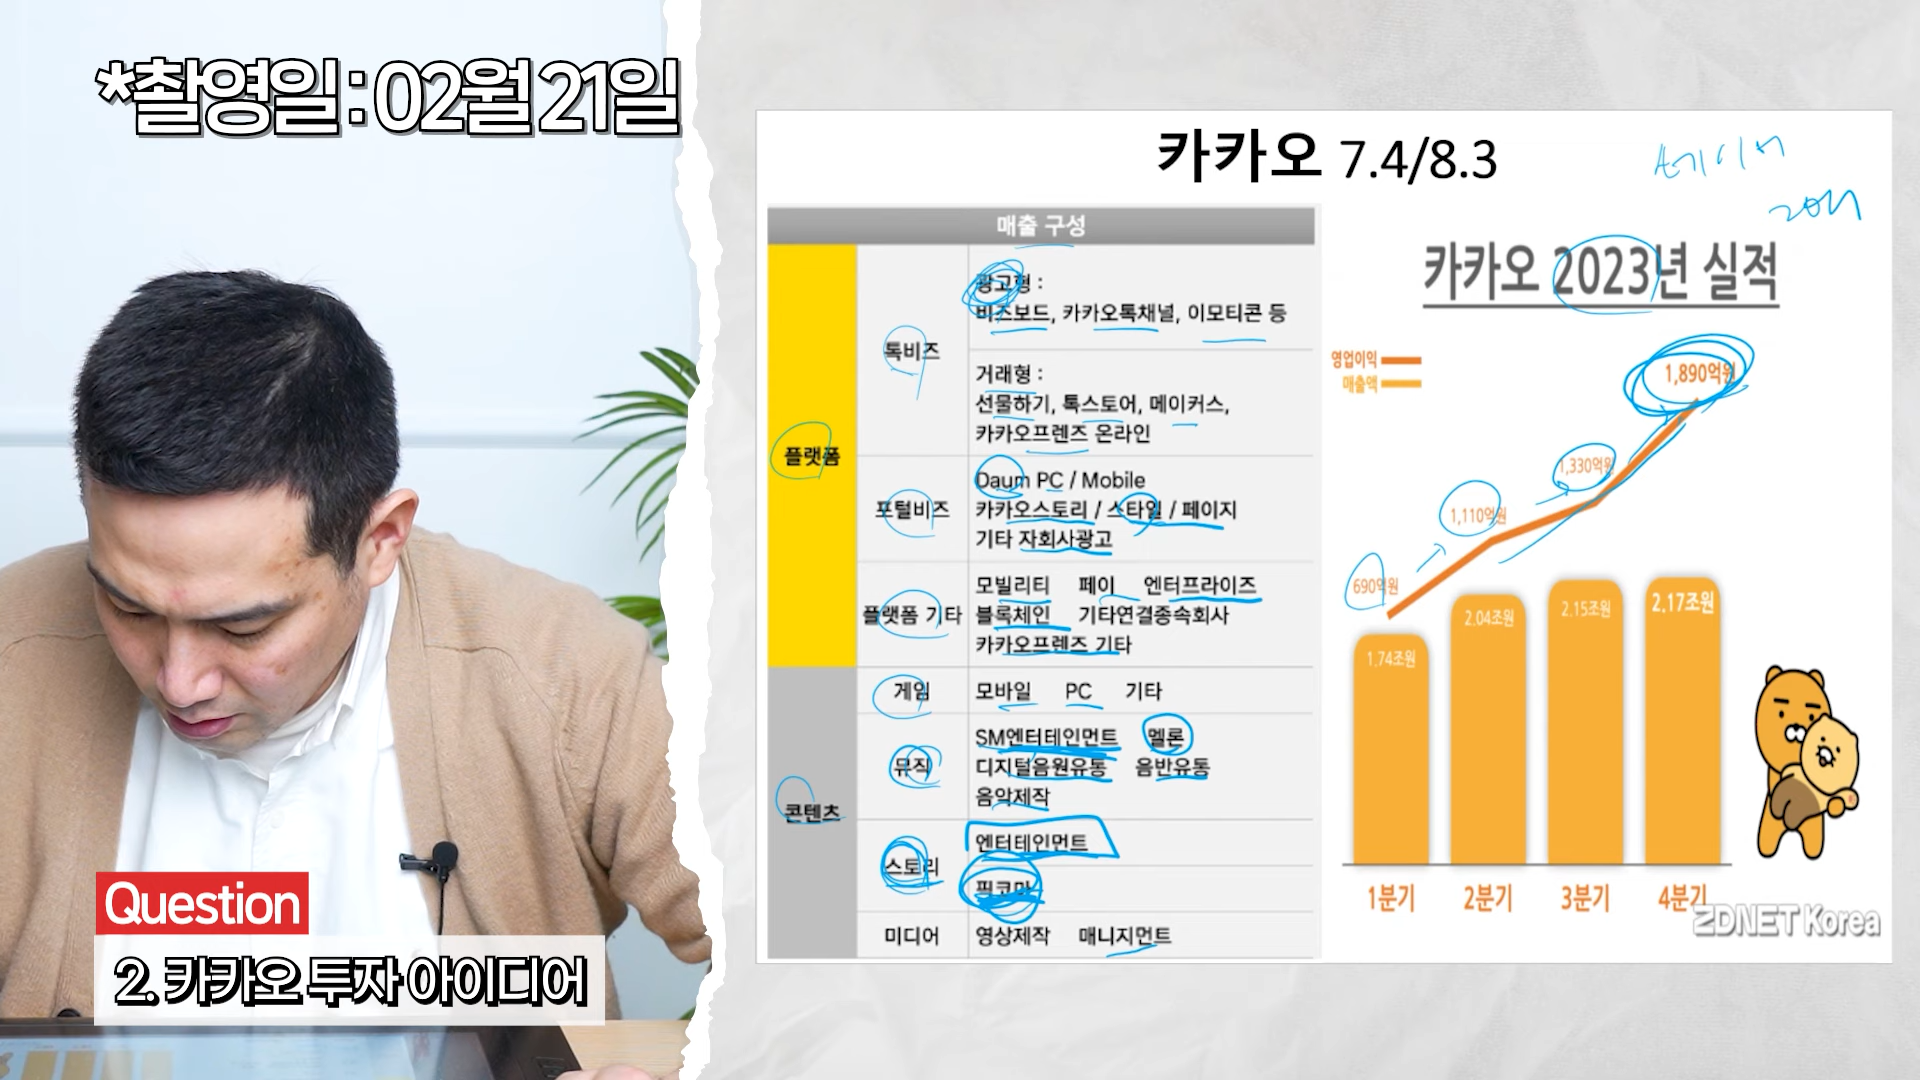 *촬영일 : 02월 21일
카카오 7.4/8.3
매출 구성
플랫폼
톡비즈
광고형 :
비즈보드, 카카오톡채널, 이모티콘 등
거래형 :
선물하기, 톡스토어, 메이커스,
카카오프렌즈 온라인
포털비즈
Daum PC / Mobile
카카오스토리 / 스타일 / 페이지
기타 자회사광고
플랫폼 기타
모빌리티 페이 엔터프라이즈
블록체인 기타연결종속회사
카카오프렌즈 기타
콘텐츠
게임
모바일 PC 기타
뮤직
SM엔터테인먼트 멜론
디지털음원유통 음반유통
음악제작
스토리
엔터테인먼트
픽코마
미디어
영상제작 매니지먼트
카카오 2023년 실적
영업이익
매출액
690억원
1,110억원
1,330억원
1,890억원
1.74조원
2.04조원
2.15조원
2.17조원
1분기
2분기
3분기
4분기
ZDNET Korea
Question
2. 카카오 투자 아이디어